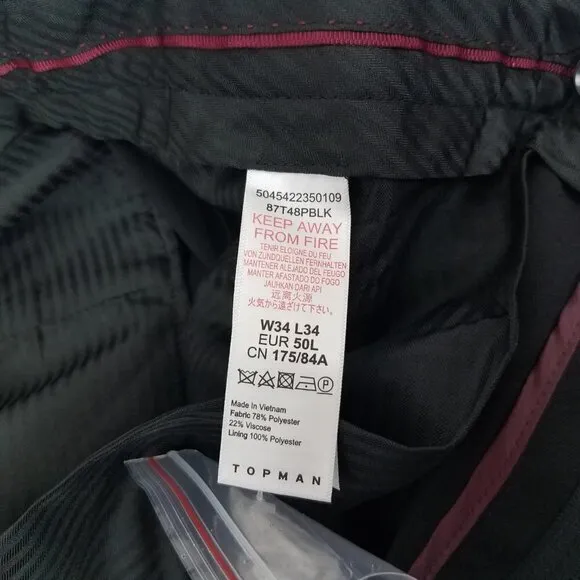 5045422350109
87T48PBLK
KEEP AWAY
FROM FIRE
TENIR ELOIGNE DU FEU
VON ZUNDQUELLEN FERNHALTEN
MANTENER ALEJADO DEL FUEGO
MANTER AFASTADO DO FOGO
JAUHKAN DARI API
远离火源
火気から遠ざけて下さい。
W34 L34
EUR 50L
CN 175/84A
P
Made in Vietnam
Fabric 78% Polyester
22% Viscose
Lining 100% Polyester
TOPMAN